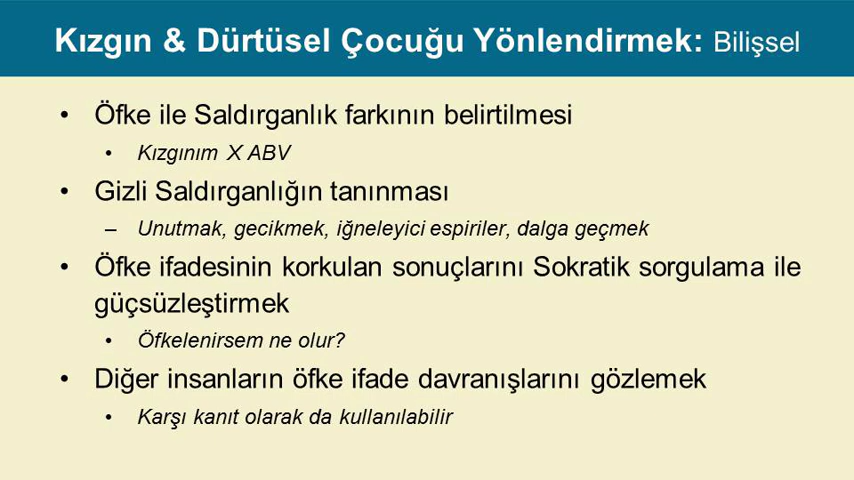 Kızgın & Dürtüsel Çocuğu Yönlendirmek: Bilişsel
• Öfke ile Saldırganlık farkının belirtilmesi
• Kızgınım X ABV
• Gizli Saldırganlığın tanınması
– Unutmak, gecikmek, iğneleyici espiriler, dalga geçmek
• Öfke ifadesinin korkulan sonuçlarını Sokratik sorgulama ile
güçsüzleştirmek
• Öfkelenirsem ne olur?
• Diğer insanların öfke ifade davranışlarını gözlemek
• Karşı kanıt olarak da kullanılabilir